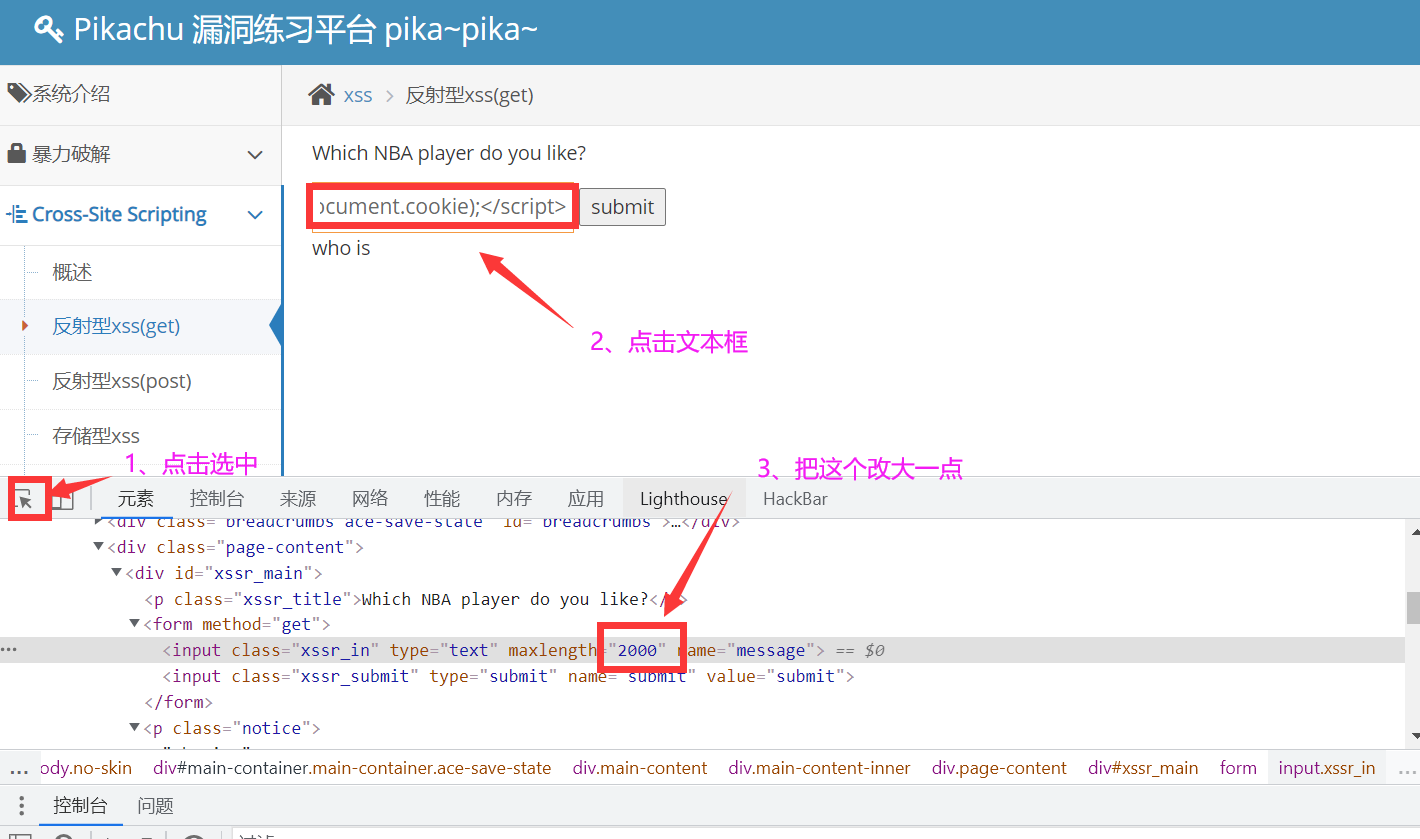 Pikachu 漏洞练习平台 pika~pika~
系统介绍
xss
反射型xss(get)
暴力破解
Which NBA player do you like?
Cross-Site Scripting
ocument.cookie);</script>
submit
who is
概述
反射型xss(get)
2、点击文本框
反射型xss(post)
存储型xss
1、点击选中
3、把这个改大一点
元素 控制台 来源 网络 性能 内存 应用 Lighthouse HackBar
<div class="breadcrumbs ace-save-state" id="breadcrumbs">…</div>
<div class="page-content">
<div id="xssr_main">
<p class="xssr_title">Which NBA player do you like?</
<form method="get">
<input class="xssr_in" type="text" maxlength="2000" name="message"> == $0
<input class="xssr_submit" type="submit" name="submit" value="submit">
</form>
<p class="notice">
... ody.no-skin div#main-container.main-container.ace-save-state div.main-content div.main-content-inner div.page-content div#xssr_main form input.xssr_in ...
控制台 问题